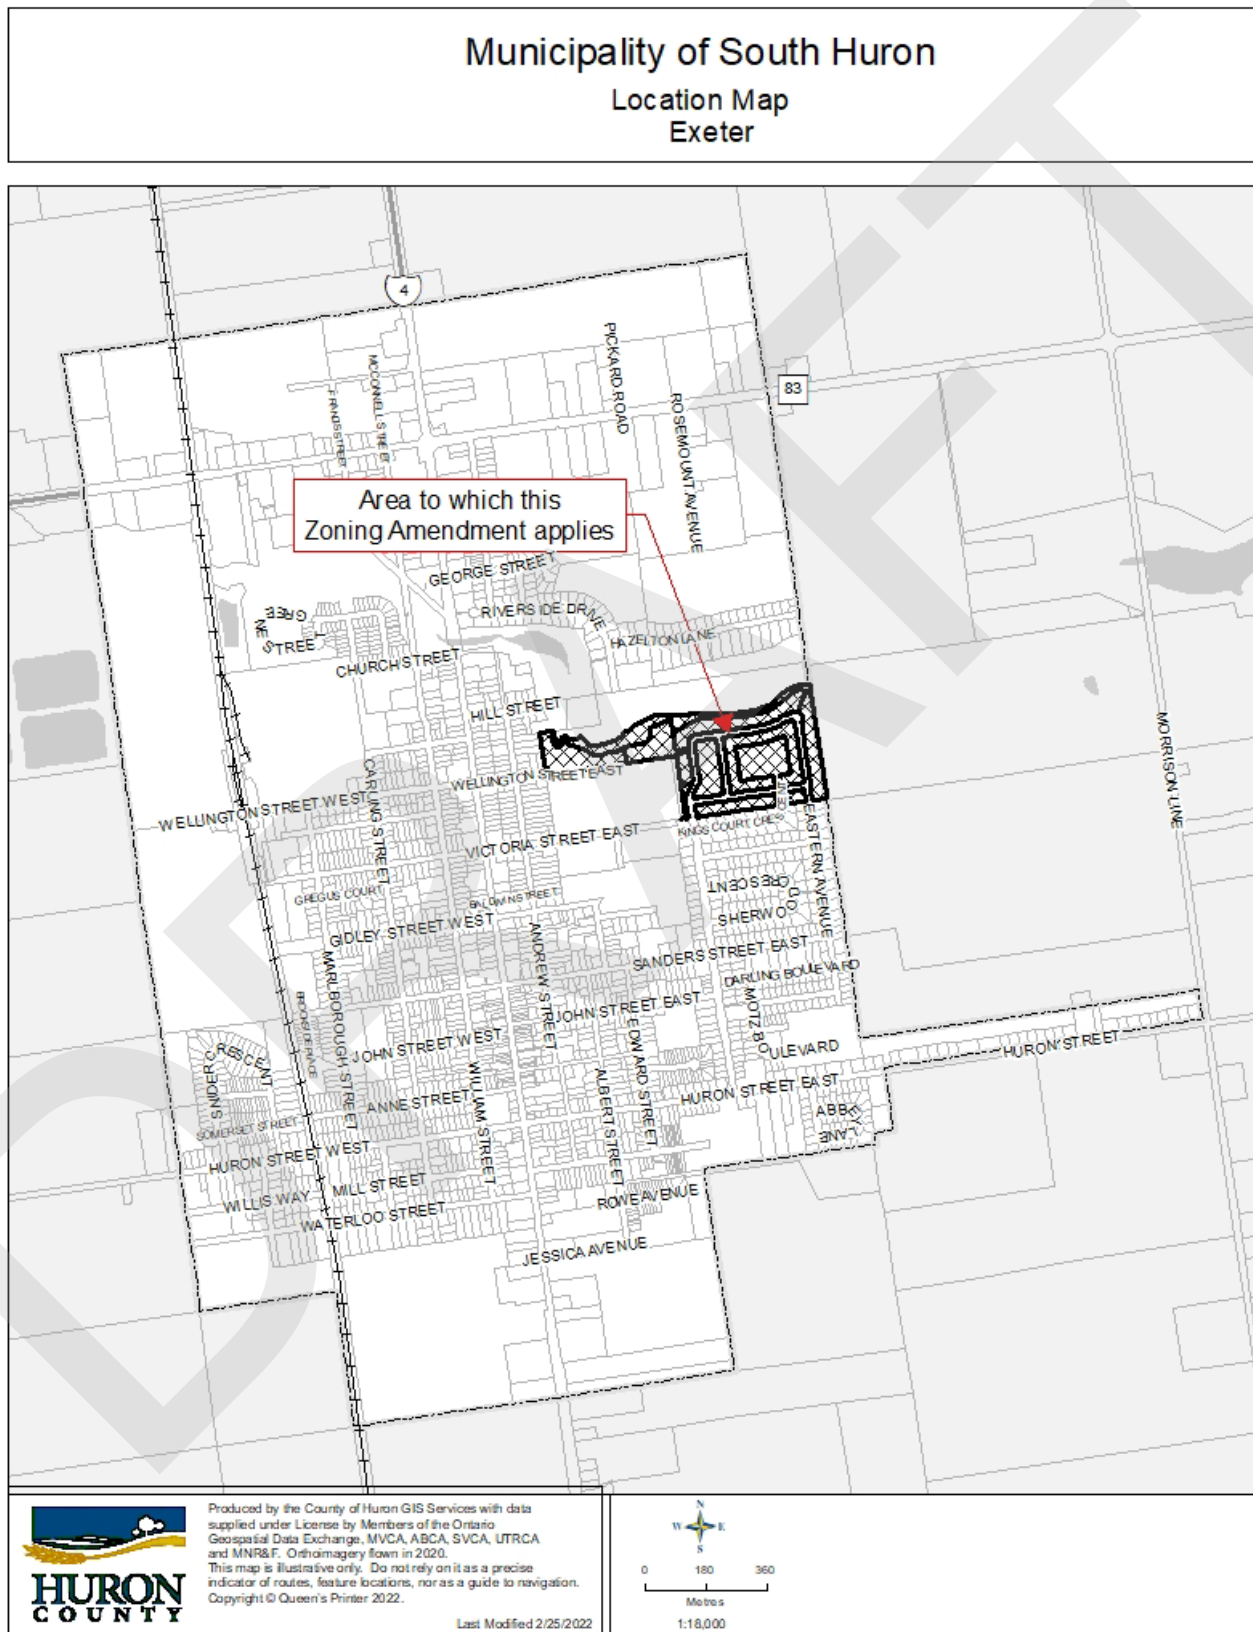 Municipality of South Huron
Location Map
Exeter
4
83
PICKARD ROAD
ROSEMOUNT AVENUE
MCCONNELL STREET
FRANCIS STREET
Area to which this
Zoning Amendment applies
GEORGE STREET
RIVERSIDE DRIVE
HAZELTON LANE
CHURCH STREET
HILL STREET
WELLINGTON STREET EAST
WELLINGTON STREET WEST
CARLING STREET
VICTORIA STREET EAST
KINGS COURT CRESCENT
EASTERN AVENUE
MORRISON LINE
GREGUS COURT
BALDWIN STREET
GIDLEY STREET WEST
ANDREW STREET
SHERWOOD
CRESCENT
SANDERS STREET EAST
DARLING BOULEVARD
MARLBOROUGH STREET
BROOKSIDE PLACE
JOHN STREET EAST
JOHN STREET WEST
EDWARD STREET
MOTZ BOULEVARD
HURON STREET
HURON STREET EAST
ABBEY LANE
SNIDER CRESCENT
SOMERSET STREET
ANNE STREET
WILLIAM STREET
ALBERT STREET
HURON STREET WEST
WILLIS WAY
MILL STREET
WATERLOO STREET
ROWE AVENUE
JESSICA AVENUE
DRAFT
HURON
COUNTY
Produced by the County of Huron GIS Services with data
supplied under License by Members of the Ontario
Geospatial Data Exchange, MVCA, ABCA, SVCA, UTRCA
and MNR&F. Orthoimagery flown in 2020.
This map is illustrative only. Do not rely on it as a precise
indicator of routes, feature locations, nor as a guide to navigation.
Copyright © Queen's Printer 2022.
Last Modified 2/25/2022
N
W E
S
0 180 360
Metres
1:18,000